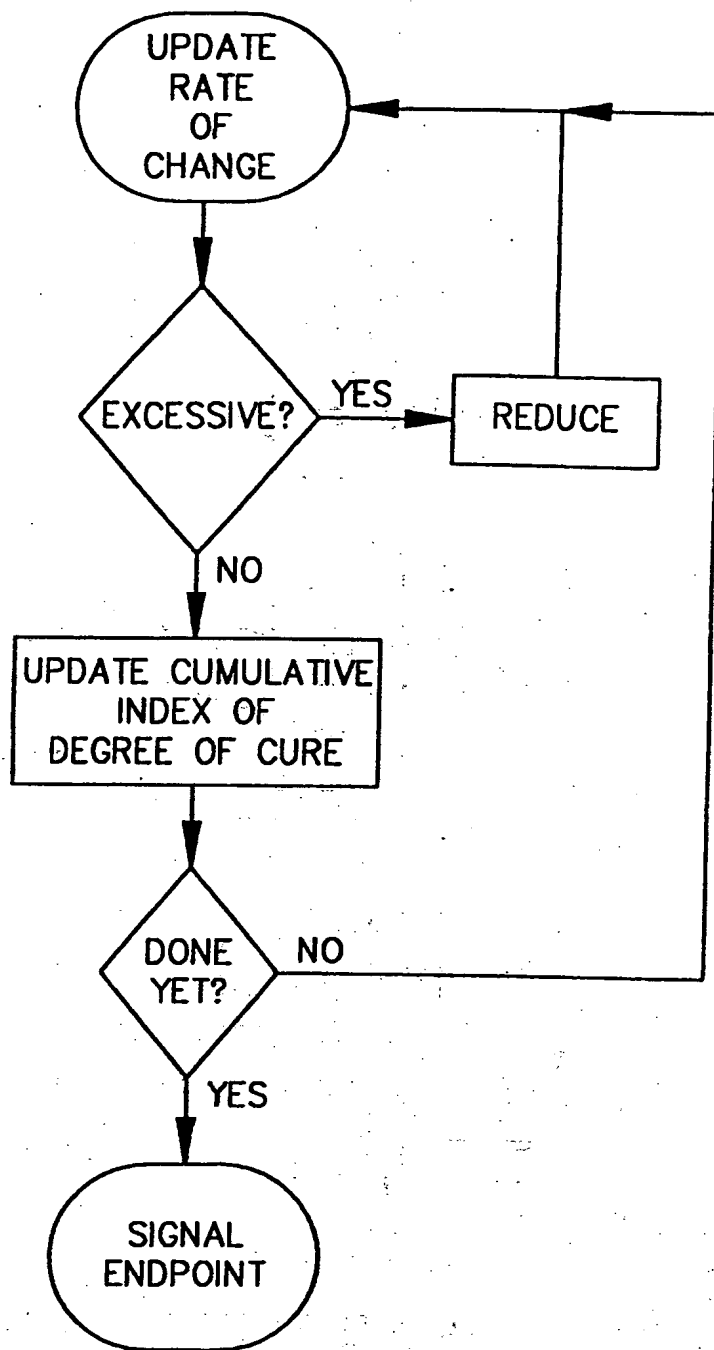 UPDATE
RATE
OF
CHANGE
EXCESSIVE?
YES
REDUCE
NO
UPDATE CUMULATIVE
INDEX OF
DEGREE OF CURE
DONE
YET?
NO
YES
SIGNAL
ENDPOINT